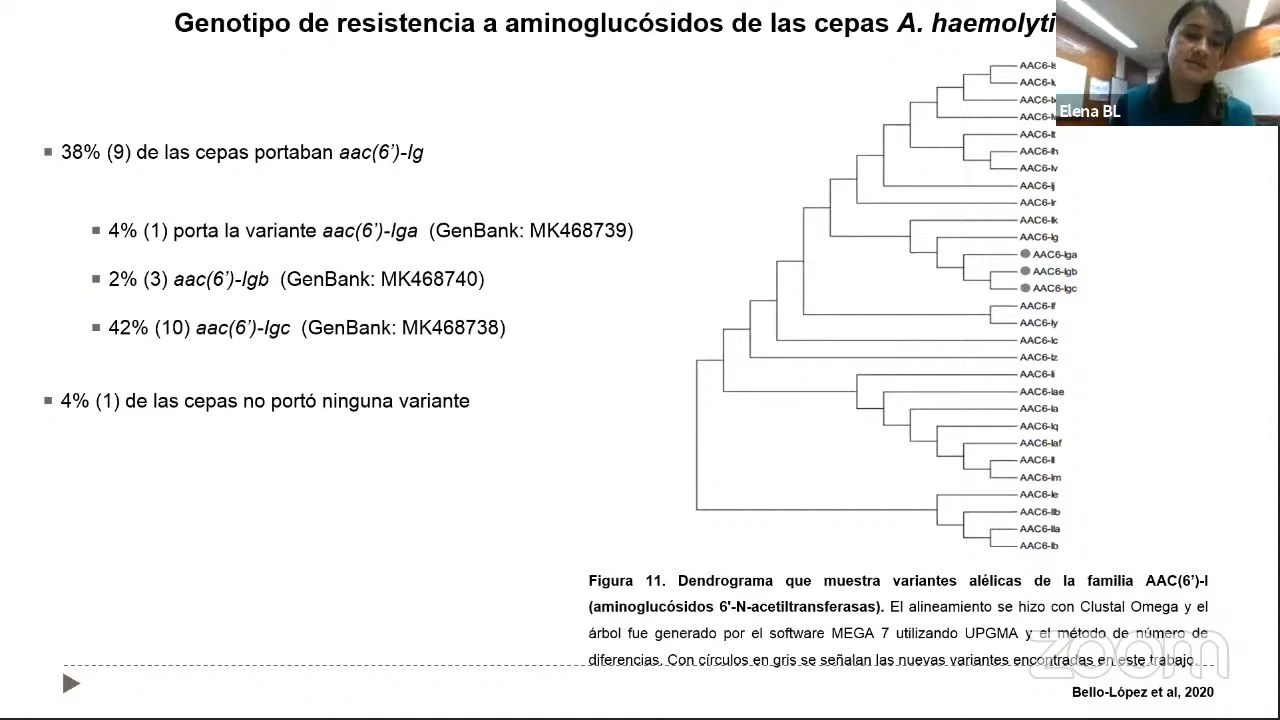 Genotipo de resistencia a aminoglucósidos de las cepas A. haemolyti
Elena BL
38% (9) de las cepas portaban aac(6’)-Ig
4% (1) porta la variante aac(6’)-Iga (GenBank: MK468739)
2% (3) aac(6’)-Igb (GenBank: MK468740)
42% (10) aac(6’)-Igc (GenBank: MK468738)
4% (1) de las cepas no portó ninguna variante
AAC6-Is
AAC6-It
AAC6-Ih
AAC6-Iv
AAC6-Ij
AAC6-Ir
AAC6-Ik
AAC6-Ig
AAC6-Iga
AAC6-Igb
AAC6-Igc
AAC6-If
AAC6-Iy
AAC6-Ic
AAC6-Iz
AAC6-Ii
AAC6-Iae
AAC6-Ia
AAC6-Iq
AAC6-Iaf
AAC6-Il
AAC6-Im
AAC6-Ie
AAC6-IIb
AAC6-IIa
AAC6-Ib
Figura 11. Dendrograma que muestra variantes alélicas de la familia AAC(6’)-I
(aminoglucósidos 6'-N-acetiltransferasas). El alineamiento se hizo con Clustal Omega y el
árbol fue generado por el software MEGA 7 utilizando UPGMA y el método de número de
diferencias. Con círculos en gris se señalan las nuevas variantes encontradas en este trabajo.
zoom
Bello-López et al, 2020